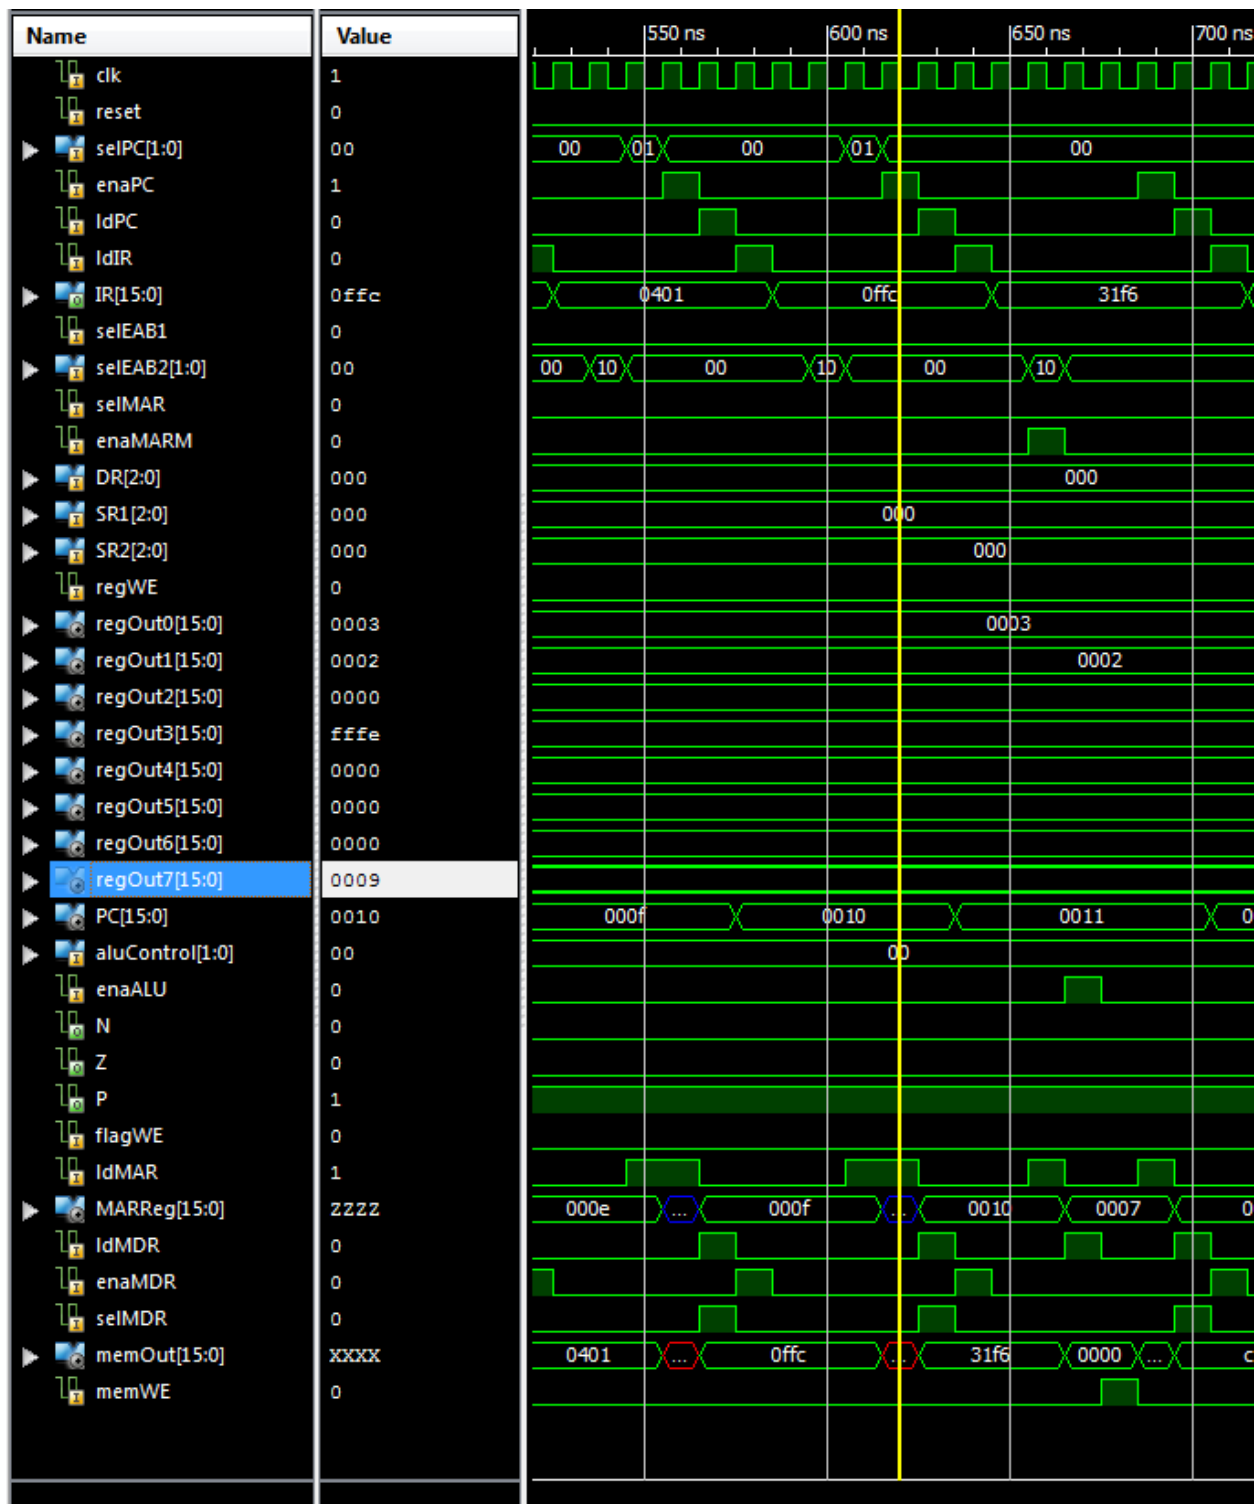 Name Value 550 ns 600 ns 650 ns 700 ns
clk 1
reset 0
selPC[1:0] 00 00 01 00 01 00
enaPC 1
ldPC 0
ldIR 0
IR[15:0] 0ffc 0401 0ffc 31f6
selEAB1 0
selEAB2[1:0] 00 00 10 00 10 00 10
selMAR 0
enaMARM 0
DR[2:0] 000 000
SR1[2:0] 000 000
SR2[2:0] 000 000
regWE 0
regOut0[15:0] 0003 0003
regOut1[15:0] 0002 0002
regOut2[15:0] 0000
regOut3[15:0] fffe
regOut4[15:0] 0000
regOut5[15:0] 0000
regOut6[15:0] 0000
regOut7[15:0] 0009
PC[15:0] 0010 000f 0010 0011 0
aluControl[1:0] 00 00
enaALU 0
N 0
Z 0
P 1
flagWE 0
ldMAR 1
MARReg[15:0] ZZZZ 000e ... 000f ... 0010 0007 0
ldMDR 0
enaMDR 0
selMDR 0
memOut[15:0] XXXX 0401 ... 0ffc ... 31f6 0000 ... c
memWE 0